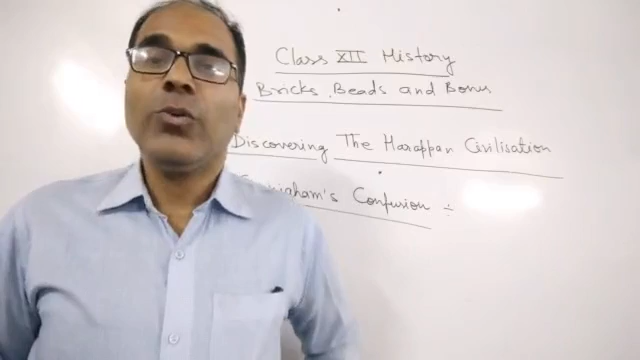 Class XII History
Bricks, Beads and Bones
Discovering The Harappan Civilisation
Confusion ÷